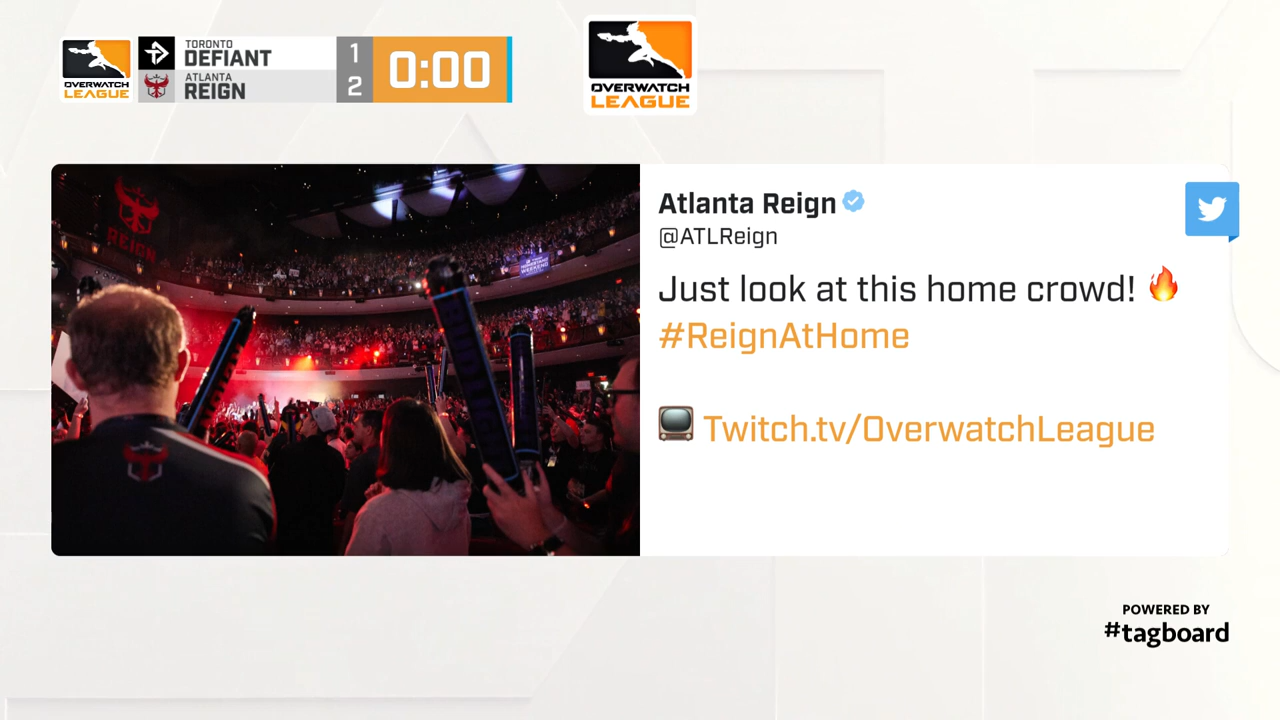 OVERWATCH
LEAGUE
TORONTO
DEFIANT
1
ATLANTA
REIGN
2
0:00
OVERWATCH
LEAGUE
REIGN
Atlanta Reign
@ATLReign
Just look at this home crowd! 🔥
#ReignAtHome
📺 Twitch.tv/OverwatchLeague
POWERED BY
#tagboard